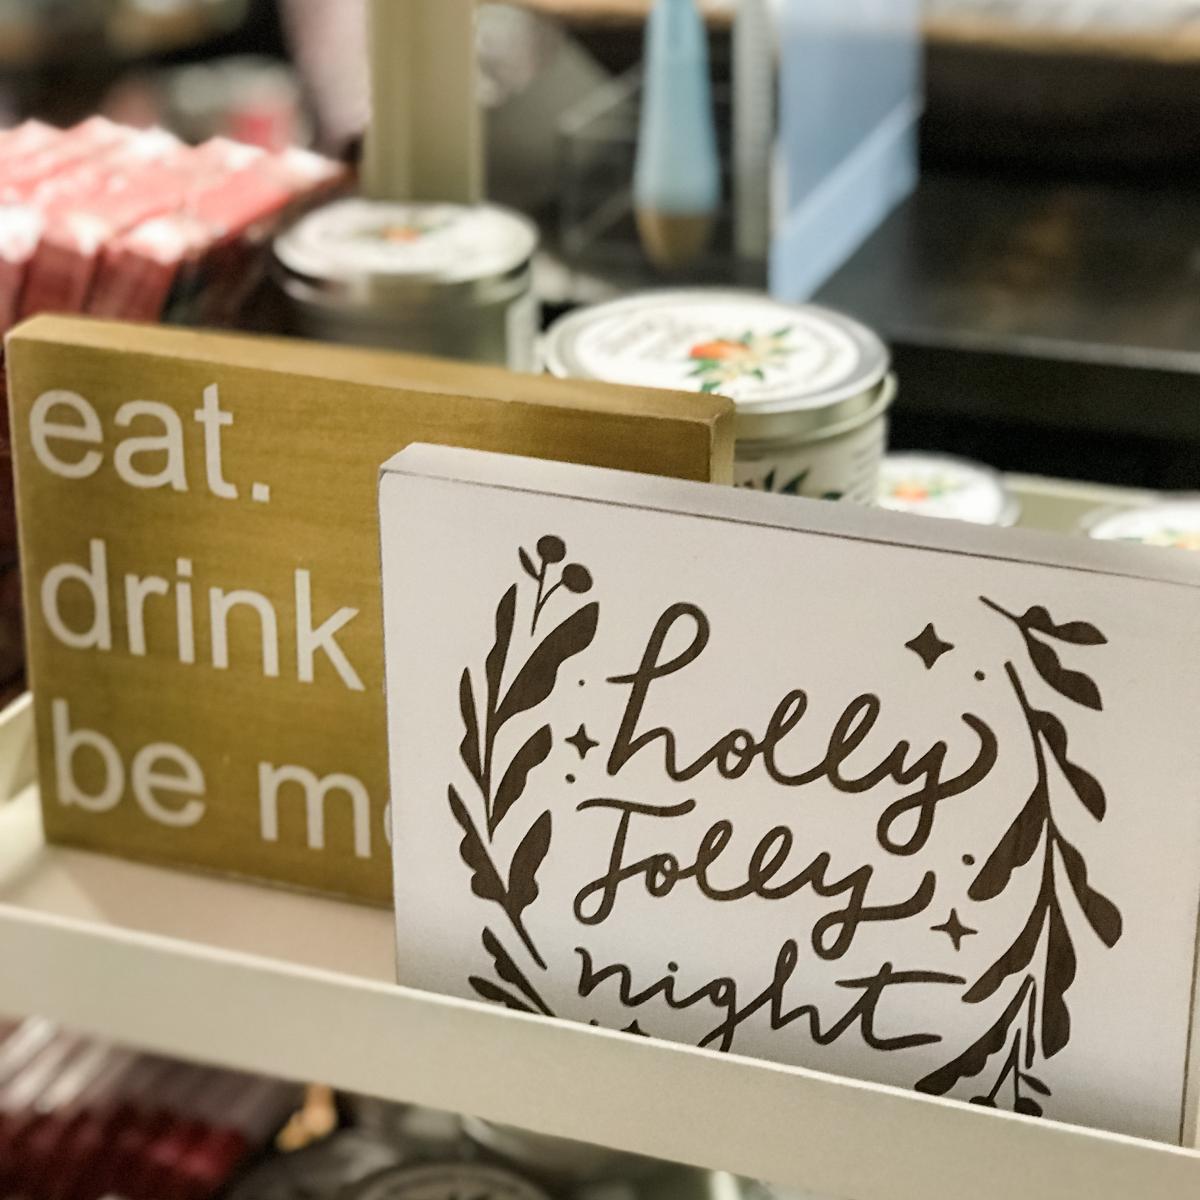 eat.
drink
be
holly
Jolly
night